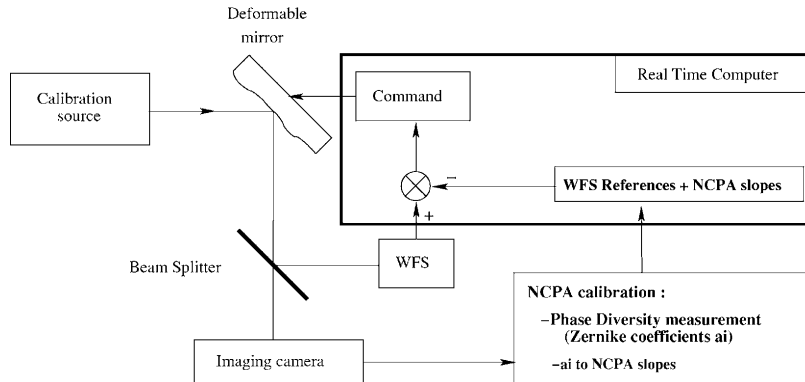 Deformable
mirror
Real Time Computer
Calibration
source
Command
−
WFS References + NCPA slopes
+
Beam Splitter
WFS
NCPA calibration :
−Phase Diversity measurement
(Zernike coefficients ai)
−ai to NCPA slopes
Imaging camera